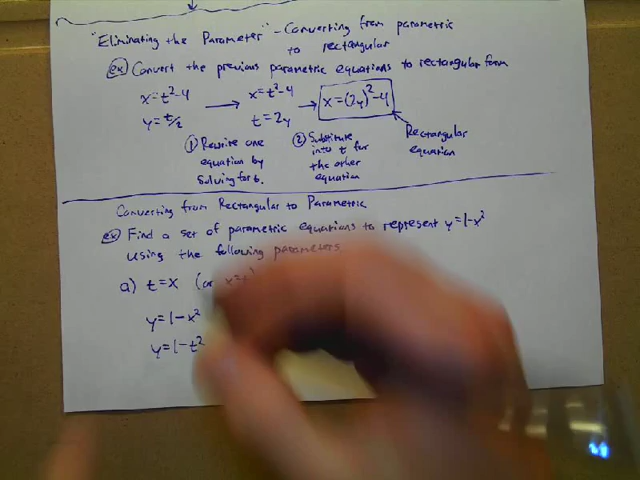 "Eliminating the Parameter" - Converting from parametric
to rectangular
ex Convert the previous parametric equations to rectangular form
x=t²-4 → x=t²-4 → x=(2y)²-4
y=t/2 t=2y
Rectangular
equation
① Rewrite one
equation by
solving for t.
② Substitute
into t for
the other
equation
Converting from Rectangular to Parametric
ex Find a set of parametric equations to represent y=1-x²
using the following parameters.
a) t=x (or x=t)
y=1-x²
y=1-t²